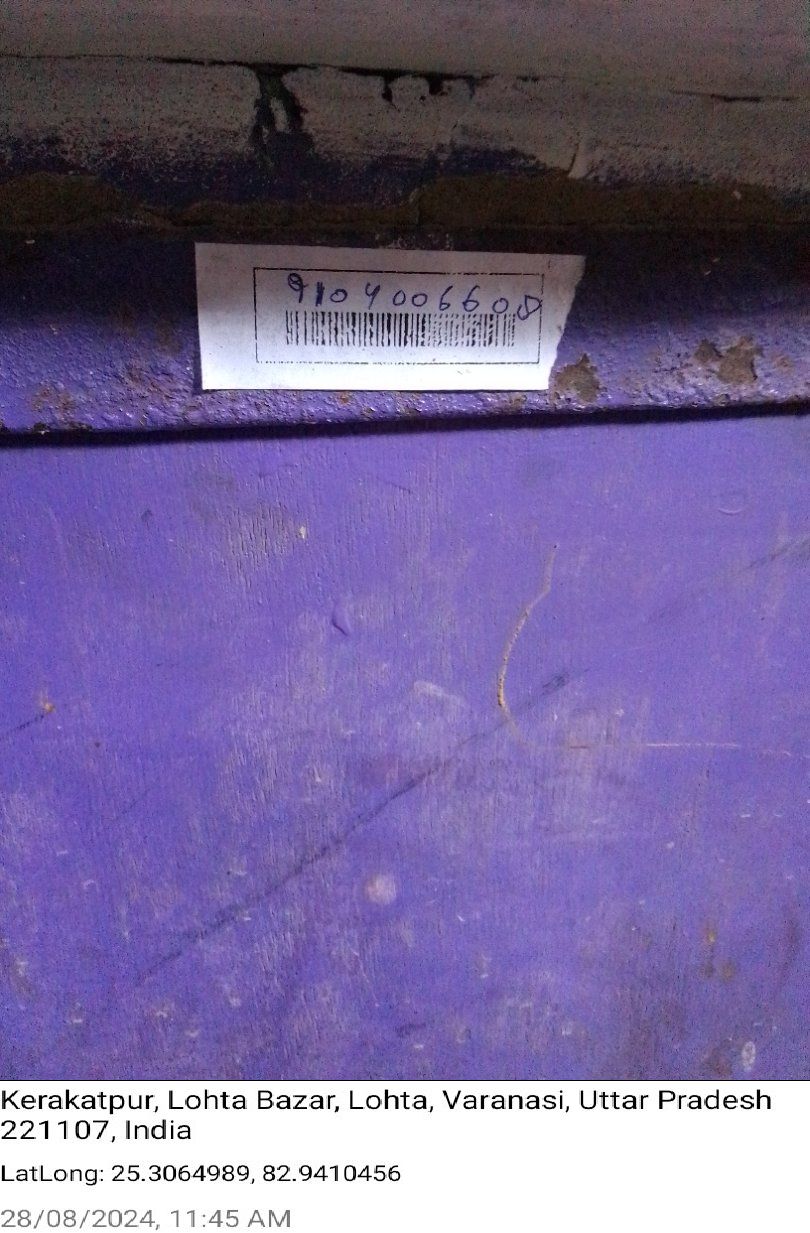 9104006608
Kerakatpur, Lohta Bazar, Lohta, Varanasi, Uttar Pradesh
221107, India
LatLong: 25.3064989, 82.9410456
28/08/2024, 11:45 AM